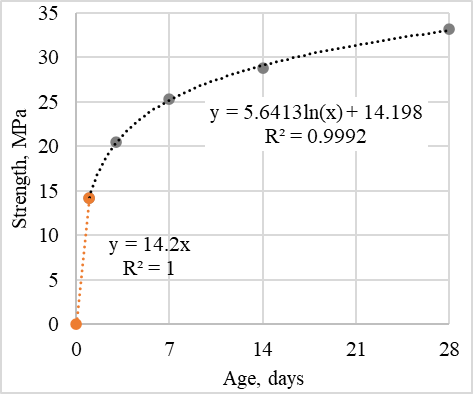 35
30
25
20
15
10
5
0
Strength, MPa
y = 5.6413ln(x) + 14.198
R² = 0.9992
y = 14.2x
R² = 1
0 7 14 21 28
Age, days